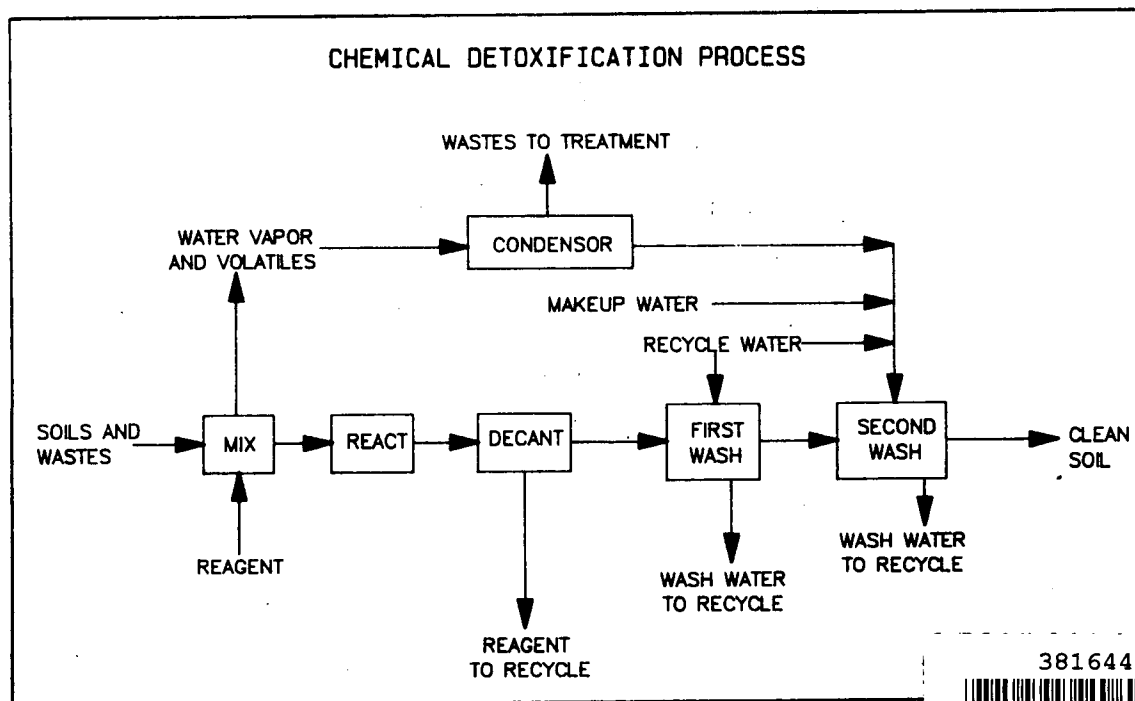 CHEMICAL DETOXIFICATION PROCESS
WASTES TO TREATMENT
WATER VAPOR
AND VOLATILES
CONDENSOR
MAKEUP WATER
RECYCLE WATER
SOILS AND
WASTES
MIX
REACT
DECANT
FIRST
WASH
SECOND
WASH
CLEAN
SOIL
REAGENT
WASH WATER
TO RECYCLE
WASH WATER
TO RECYCLE
REAGENT
TO RECYCLE
381644